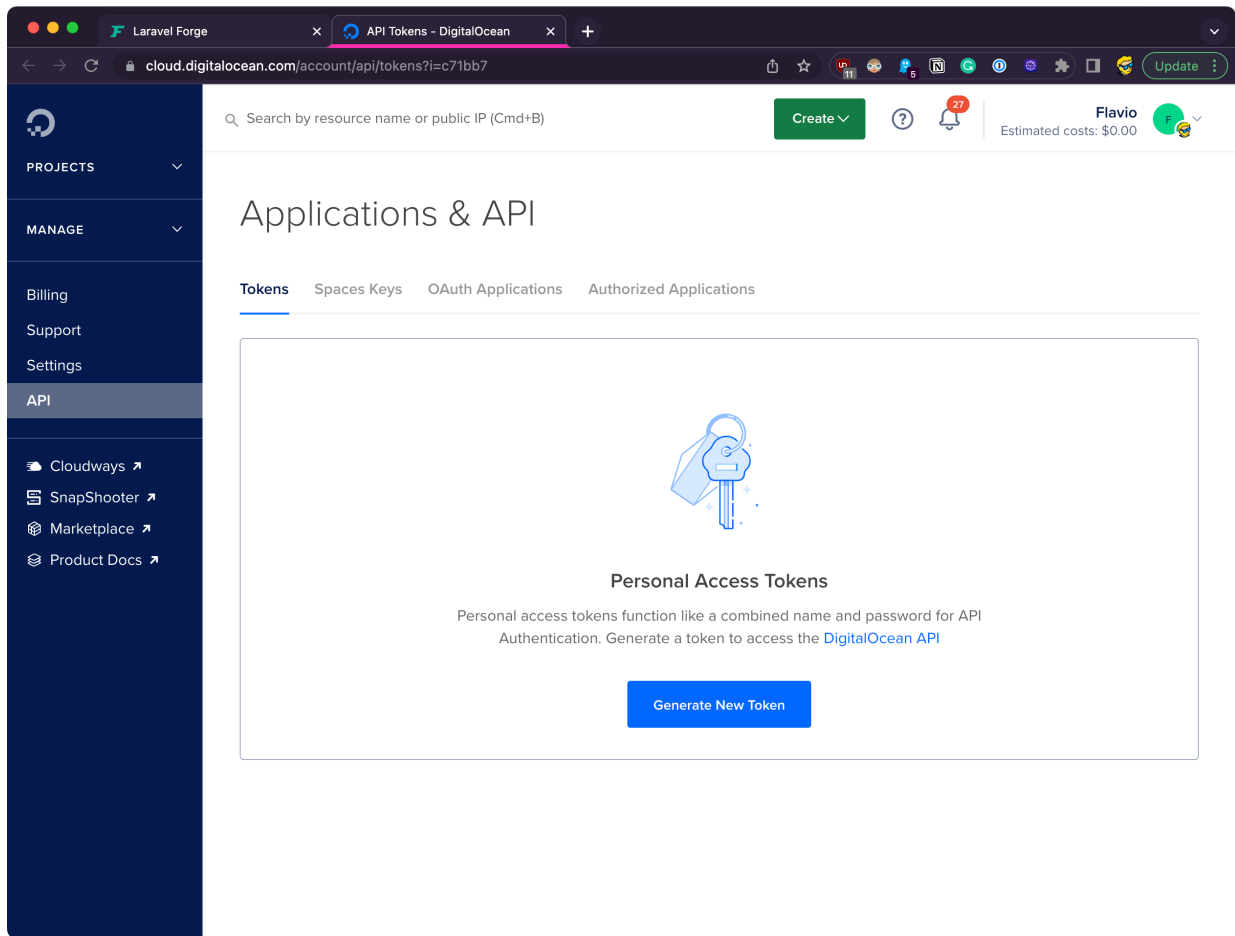 Laravel Forge
API Tokens - DigitalOcean
cloud.digitalocean.com/account/api/tokens?i=c71bb7
11
5
Update
Search by resource name or public IP (Cmd+B)
Create
27
Flavio
Estimated costs: $0.00
F
PROJECTS
MANAGE
Billing
Support
Settings
API
Cloudways
SnapShooter
Marketplace
Product Docs
Applications & API
Tokens Spaces Keys OAuth Applications Authorized Applications
Personal Access Tokens
Personal access tokens function like a combined name and password for API
Authentication. Generate a token to access the DigitalOcean API
Generate New Token